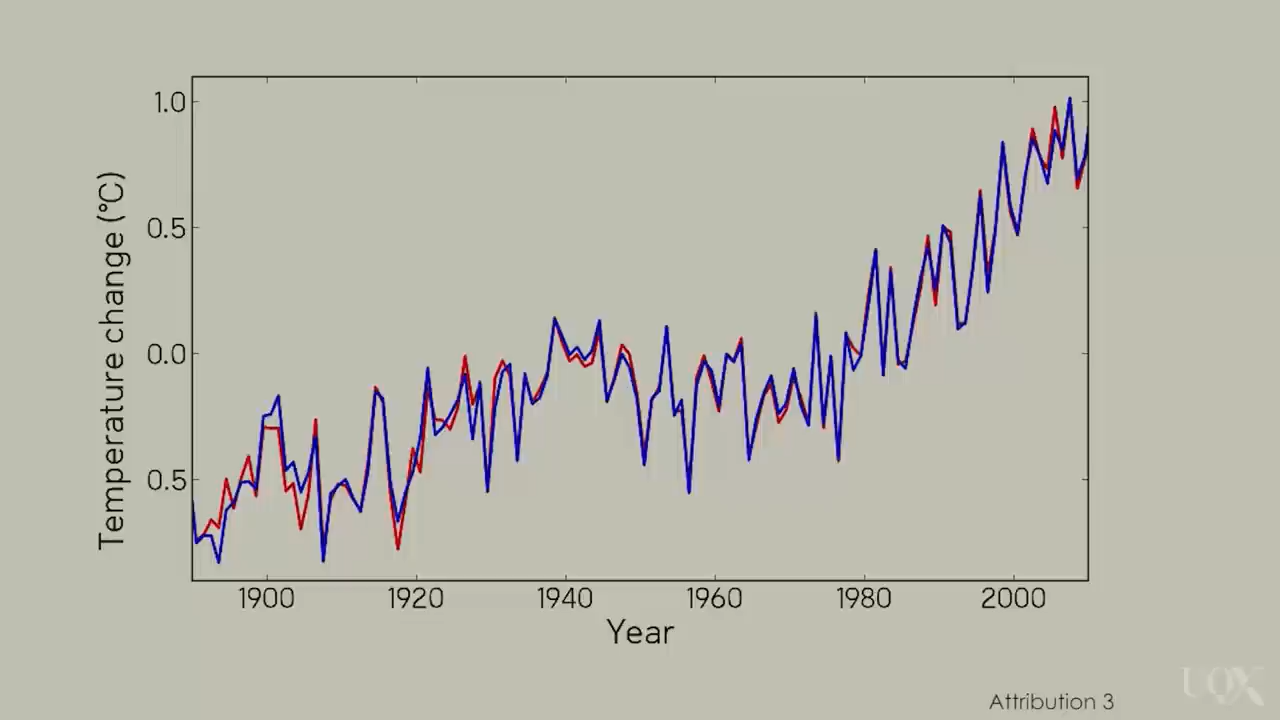 Temperature change (°C)
1.0
0.5
0.0
0.5
1900 1920 1940 1960 1980 2000
Year
Attribution 3
UQX